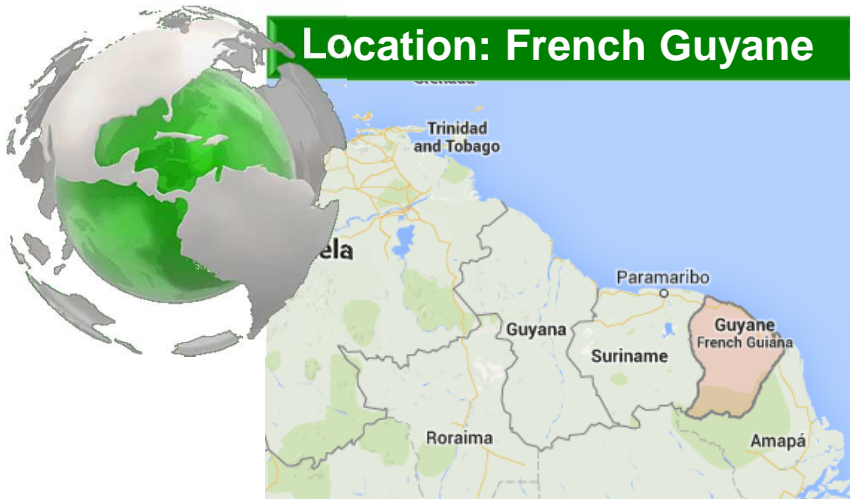 Location: French Guyane
Trinidad
and Tobago
ela
Paramaribo
Guyana
Guyane
French Guiana
Suriname
Roraima
Amapá